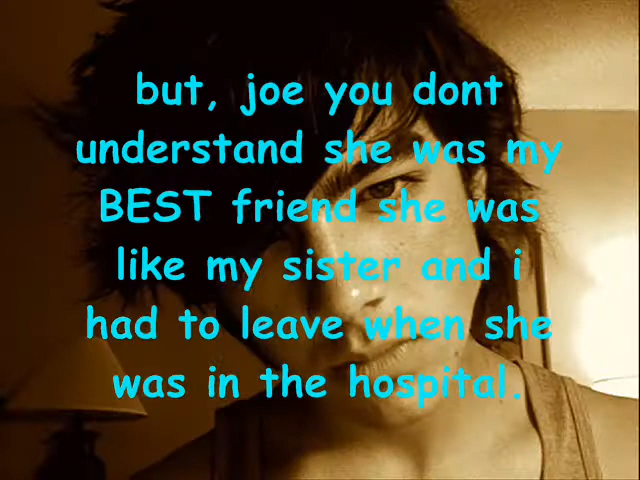 but, joe you dont
understand she was my
BEST friend she was
like my sister and i
had to leave when she
was in the hospital.